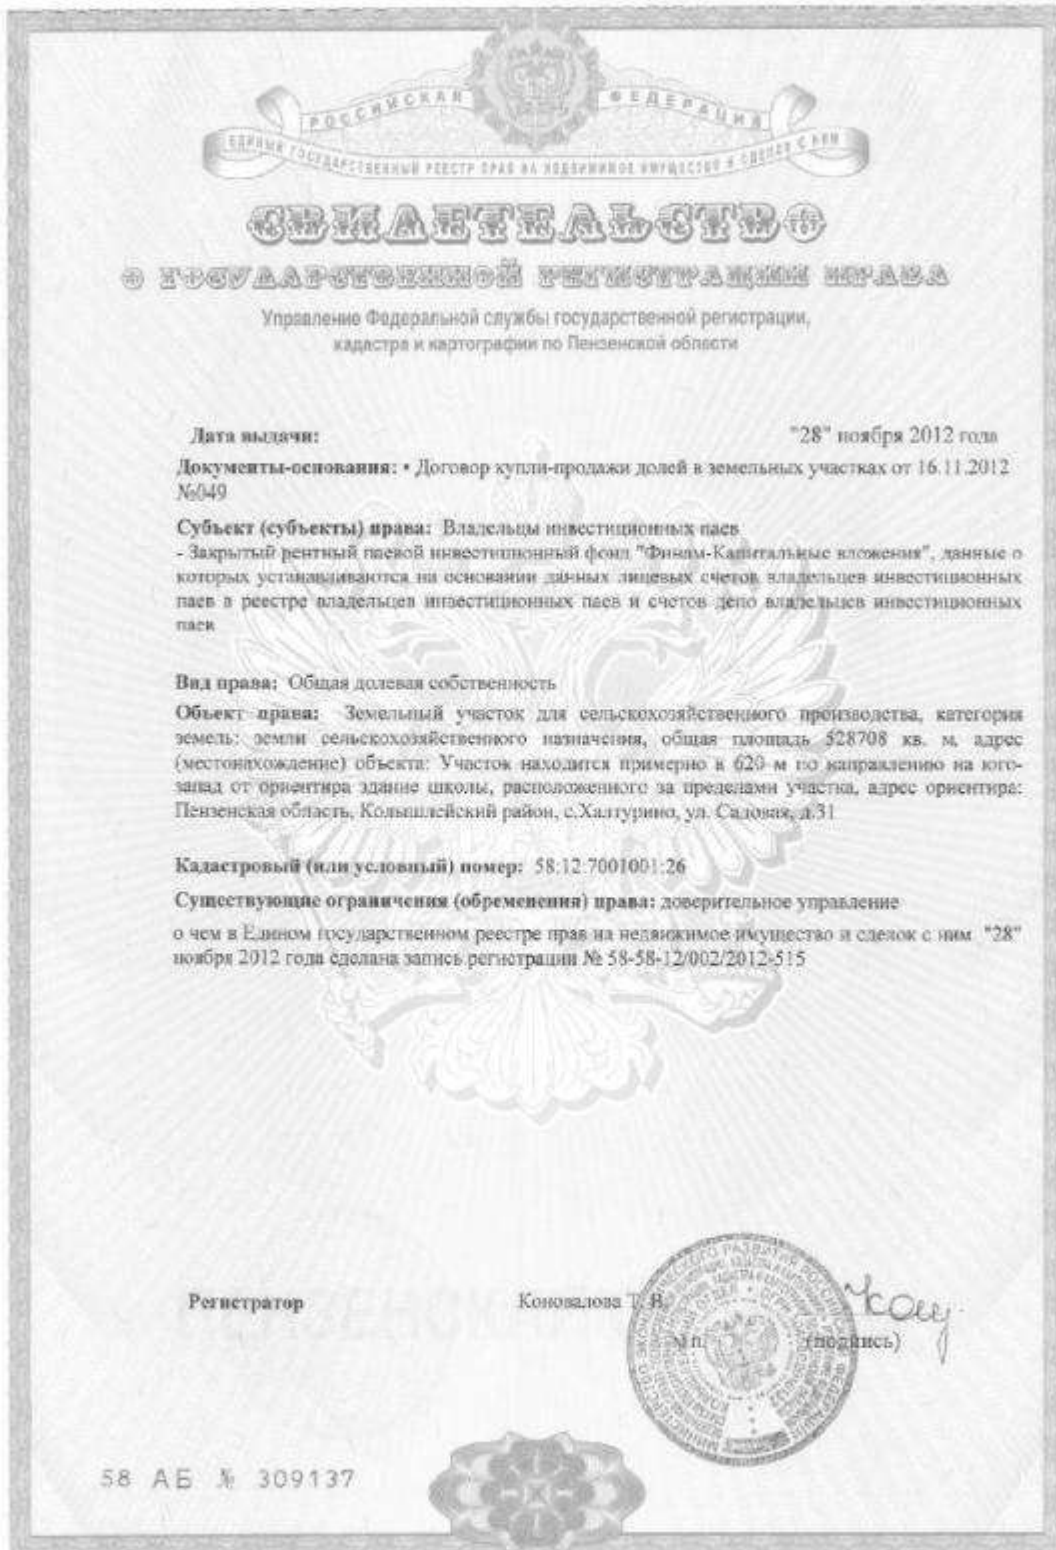 РОССИЙСКАЯ ФЕДЕРАЦИЯ
ЕДИНЫЙ ГОСУДАРСТВЕННЫЙ РЕЕСТР ПРАВ НА НЕДВИЖИМОЕ ИМУЩЕСТВО И СДЕЛОК С НИМ
СВИДЕТЕЛЬСТВО
О ГОСУДАРСТВЕННОЙ РЕГИСТРАЦИИ ПРАВА
Управление Федеральной службы государственной регистрации,
кадастра и картографии по Пензенской области
Дата выдачи: "28" ноября 2012 года
Документы-основания: • Договор купли-продажи долей в земельных участках от 16.11.2012
№049
Субъект (субъекты) права: Владельцы инвестиционных паев
- Закрытый рентный паевой инвестиционный фонд "Финам-Капитальные вложения", данные о
которых устанавливаются на основании данных лицевых счетов владельцев инвестиционных
паев в реестре владельцев инвестиционных паев и счетов депо владельцев инвестиционных
паев
Вид права: Общая долевая собственность
Объект права: Земельный участок для сельскохозяйственного производства, категория
земель: земли сельскохозяйственного назначения, общая площадь 528708 кв. м, адрес
(местонахождение) объекта: Участок находится примерно в 620 м по направлению на юго-
запад от ориентира здание школы, расположенного за пределами участка, адрес ориентира:
Пензенская область, Колышлейский район, с.Халтурино, ул. Садовая, д.31
Кадастровый (или условный) номер: 58:12:7001001:26
Существующие ограничения (обременения) права: доверительное управление
о чем в Едином государственном реестре прав на недвижимое имущество и сделок с ним "28"
ноября 2012 года сделана запись регистрации № 58-58-12/002/2012-515
Регистратор Коновалова Т. В.
м.п. (подпись)
58 АБ № 309137